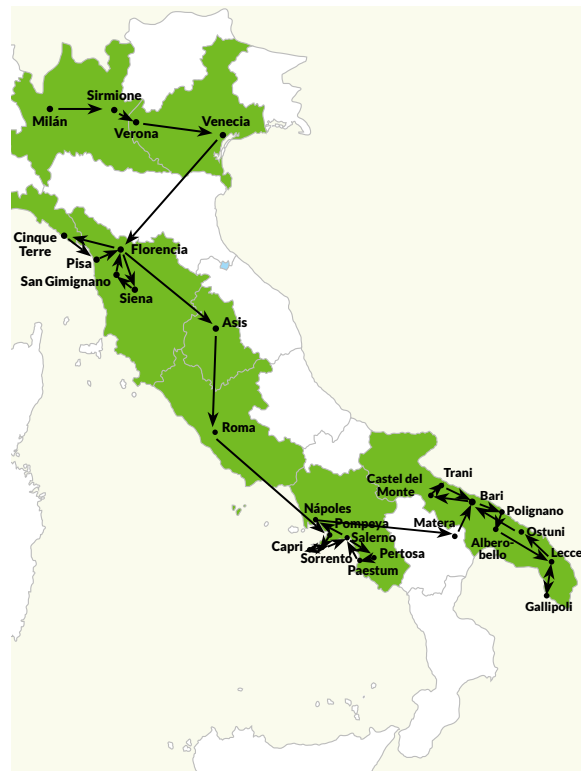 Sirmione
Milán
Verona
Venecia
Cinque
Terre
Florencia
Pisa
San Gimignano
Siena
Asis
Roma
Trani
Castel del
Monte
Bari
Nápoles
Polignano
Pompeya
Matera
Salerno
Ostuni
Capri
Albero-
bello
Sorrento
Pertosa
Lecce
Paestum
Gallipoli